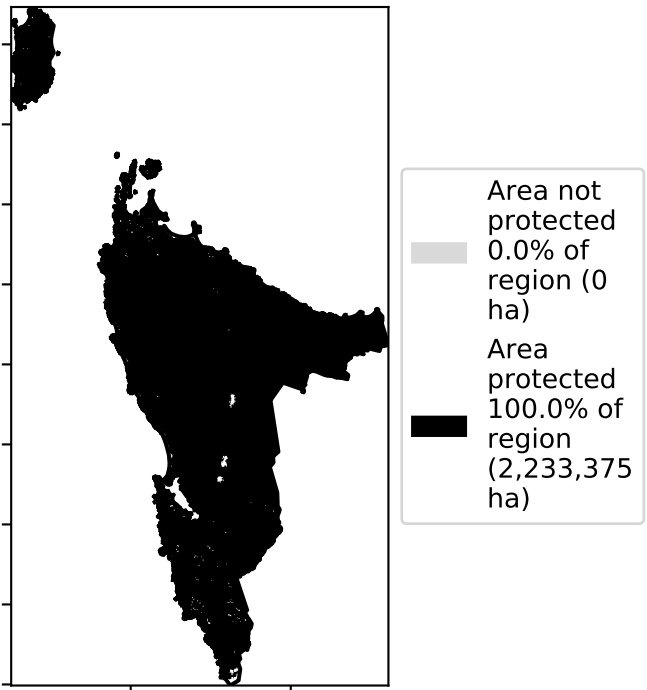 Area not
protected
0.0% of
region (0
ha)
Area
protected
100.0% of
region
(2,233,375
ha)